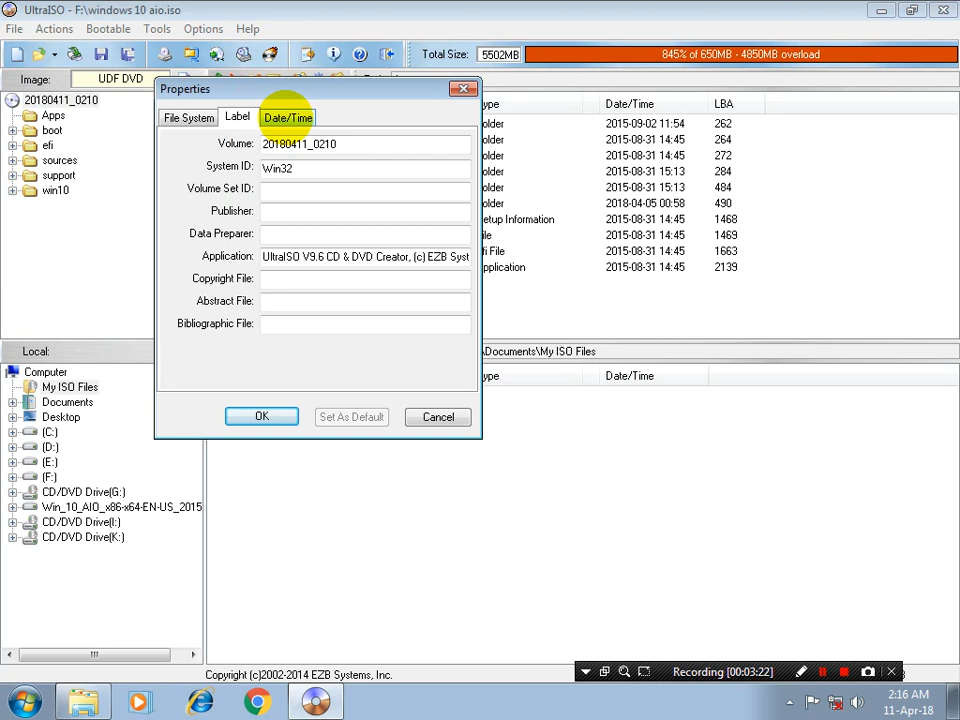 UltraISO - F:\windows 10 aio.iso
File Actions Bootable Tools Options Help
Total Size: 5502MB 845% of 650MB - 4850MB overload
Image: UDF DVD
Properties
File System Label Date/Time
Volume: 20180411_0210
System ID: Win32
Volume Set ID:
Publisher:
Data Preparer:
Application: UltraISO V9.6 CD & DVD Creator, (c) EZB Syst
Copyright File:
Abstract File:
Bibliographic File:
OK Set As Default Cancel
20180411_0210
Apps
boot
efi
sources
support
win10
ype Date/Time LBA
older 2015-09-02 11:54 262
older 2015-08-31 14:45 264
older 2015-08-31 14:45 272
older 2015-08-31 15:13 284
older 2015-08-31 15:13 484
older 2018-04-05 00:58 490
etup Information 2015-08-31 14:45 1468
ile 2015-08-31 14:45 1469
fi File 2015-08-31 14:45 1663
pplication 2015-08-31 14:45 2139
Local: \Documents\My ISO Files
ype Date/Time
Computer
My ISO Files
Documents
Desktop
(C:)
(D:)
(E:)
(F:)
CD/DVD Drive(G:)
Win_10_AIO_x86-x64-EN-US_2015
CD/DVD Drive(I:)
CD/DVD Drive(K:)
Copyright (c)2002-2014 EZB Systems, Inc.
Recording [00:03:22]
2:16 AM
11-Apr-18